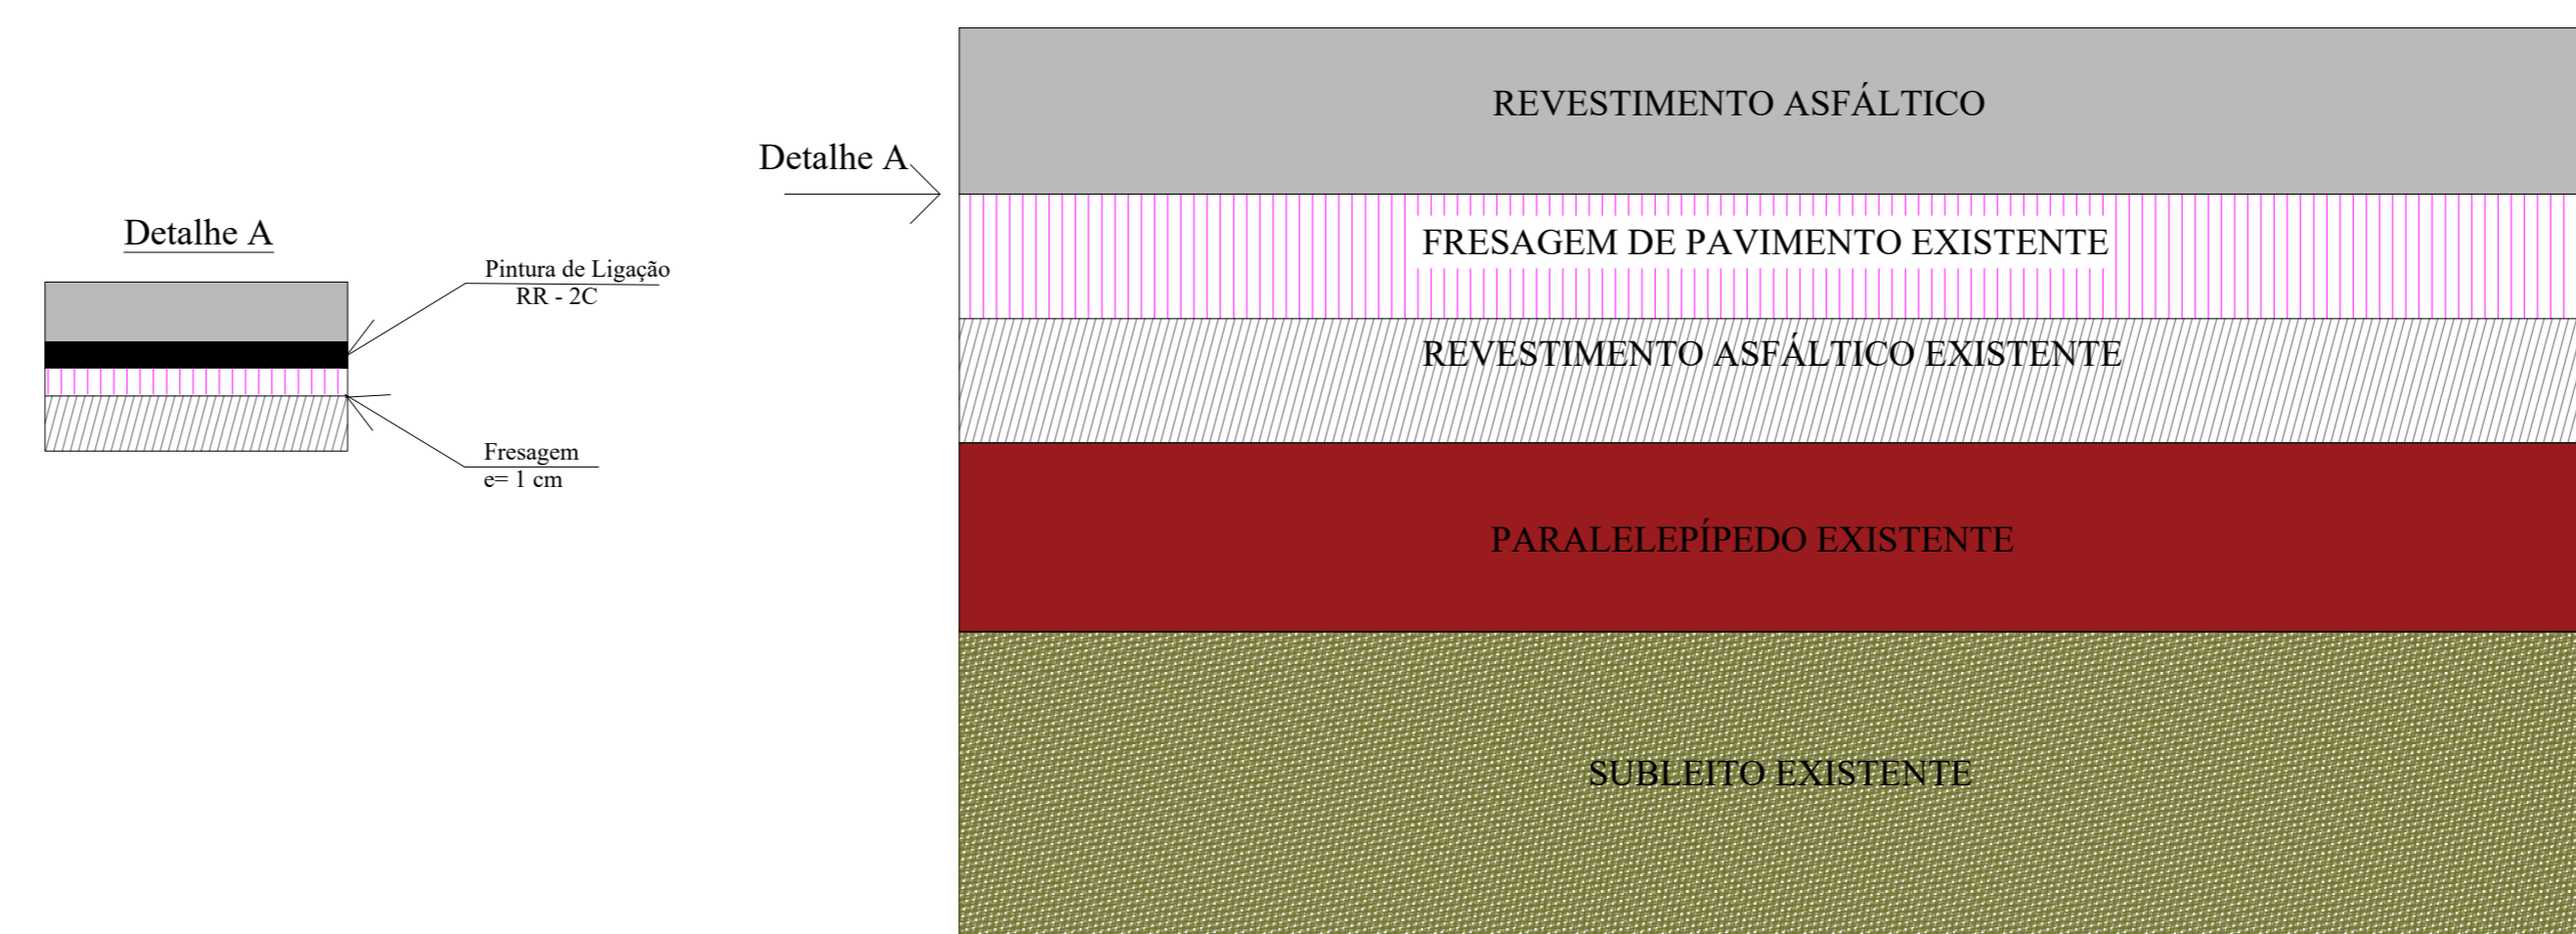 Detalhe A
Pintura de Ligação
RR - 2C
Fresagem
e= 1 cm
Detalhe A
REVESTIMENTO ASFÁLTICO
FRESAGEM DE PAVIMENTO EXISTENTE
REVESTIMENTO ASFÁLTICO EXISTENTE
PARALELEPÍPEDO EXISTENTE
SUBLEITO EXISTENTE